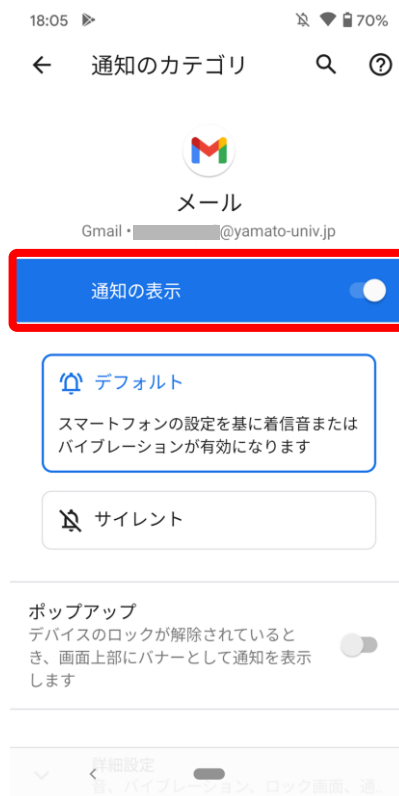 18:05 70%
通知のカテゴリ
メール
Gmail • @yamato-univ.jp
通知の表示
デフォルト
スマートフォンの設定を基に着信音または
バイブレーションが有効になります
サイレント
ポップアップ
デバイスのロックが解除されていると
き、画面上部にバナーとして通知を表示
します
詳細設定
音、バイブレーション、ロック画面、通..